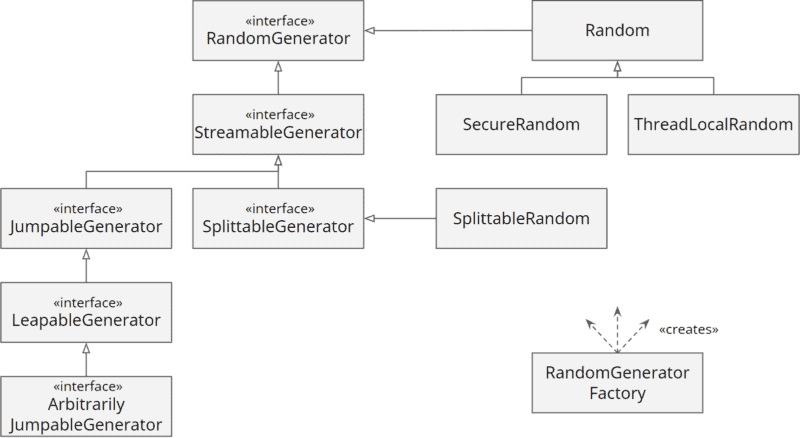 «interface»
RandomGenerator
Random
«interface»
StreamableGenerator
SecureRandom
ThreadLocalRandom
«interface»
JumpableGenerator
«interface»
SplittableGenerator
SplittableRandom
«interface»
LeapableGenerator
«creates»
RandomGenerator
Factory
«interface»
Arbitrarily
JumpableGenerator